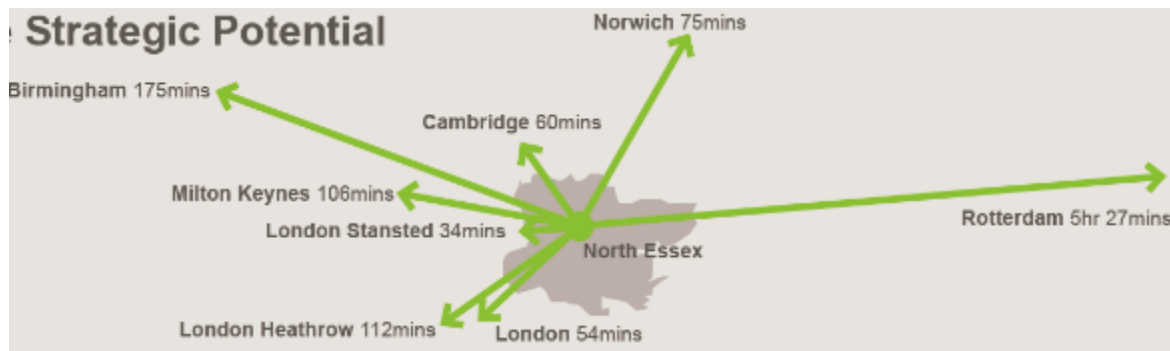 Strategic Potential
Norwich 75mins
Birmingham 175mins
Cambridge 60mins
Milton Keynes 106mins
Rotterdam 5hr 27mins
London Stansted 34mins
North Essex
London Heathrow 112mins
London 54mins